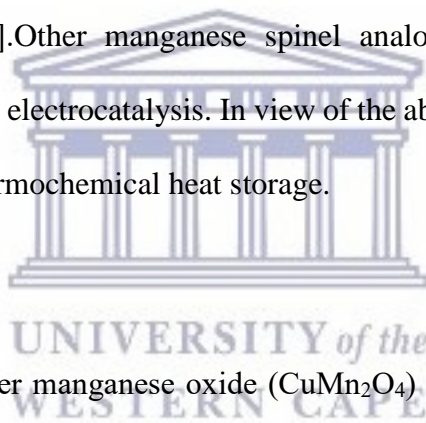 ].Other manganese spinel analo
electrocatalysis. In view of the ab
rmochemical heat storage.
UNIVERSITY of the
er manganese oxide (CuMn₂O₄)
WESTERN CAPE